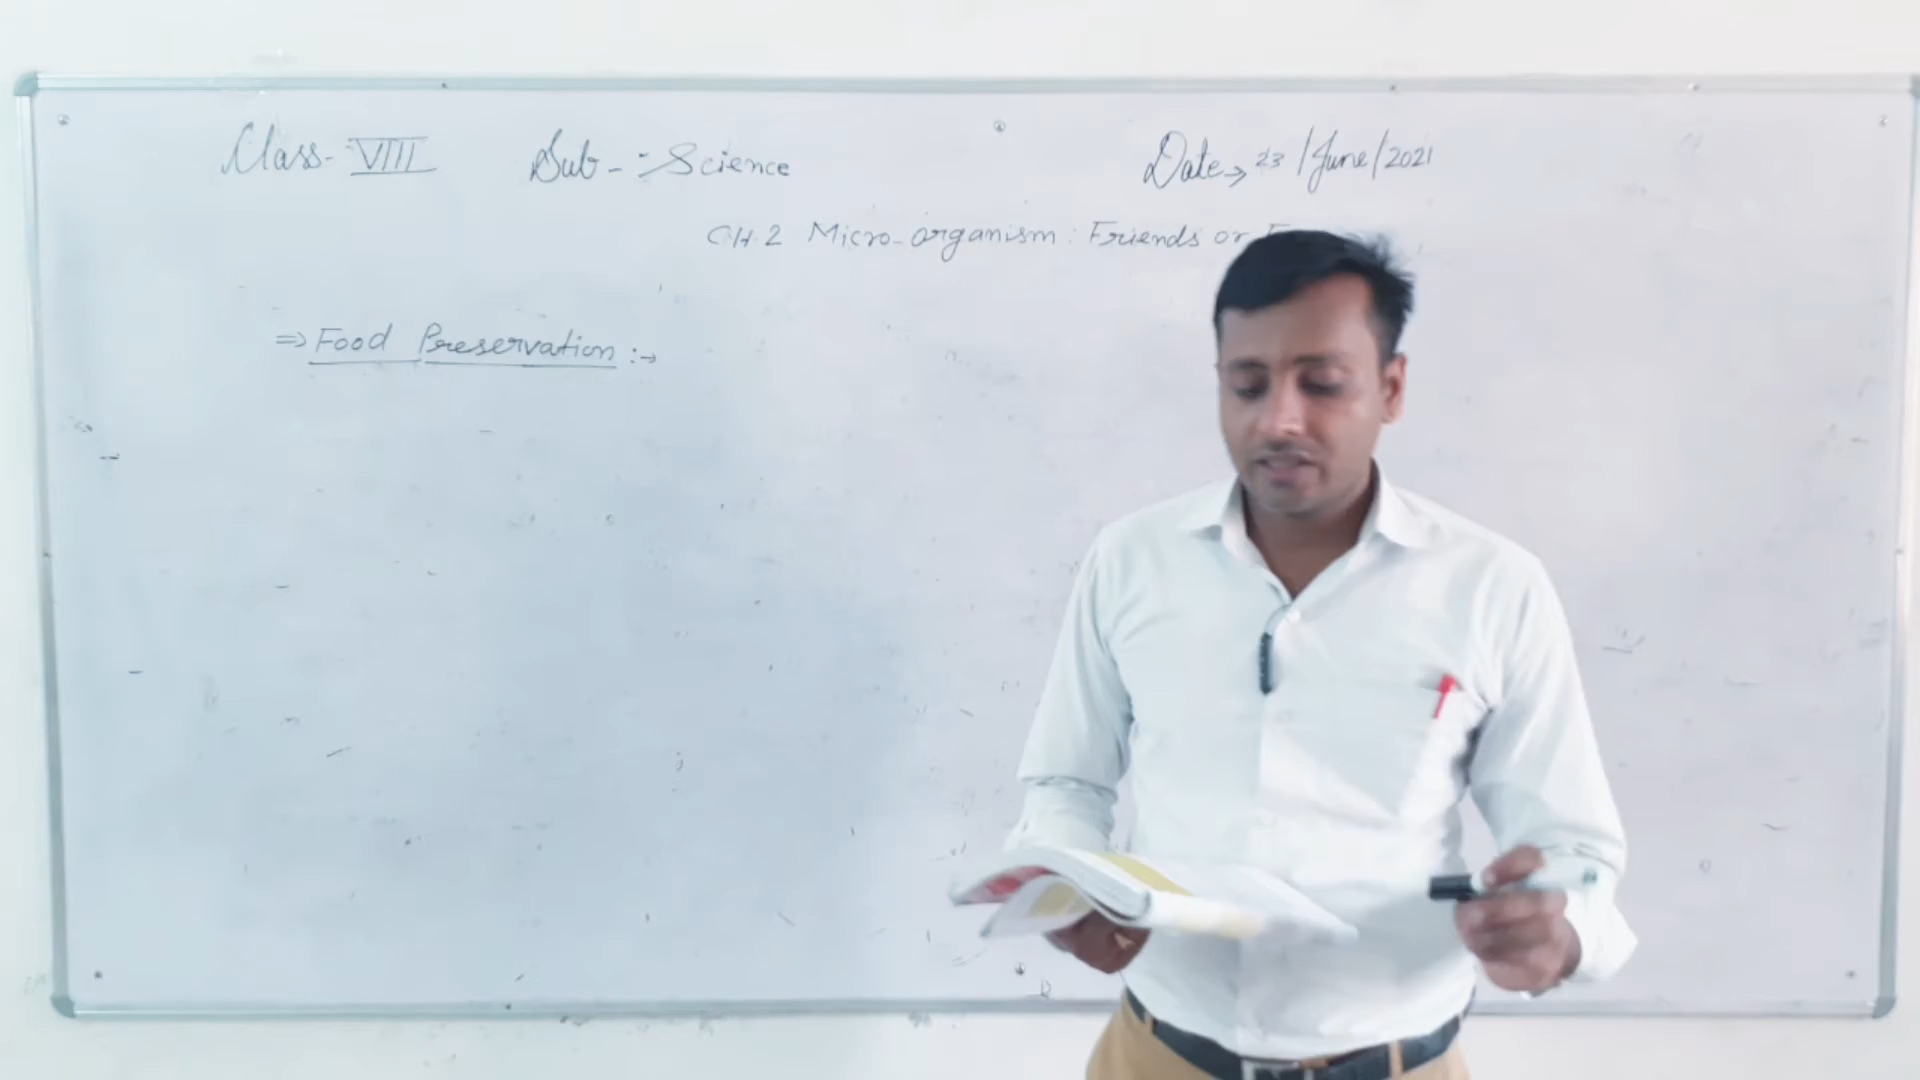 Class- VIII Sub-:- Science Date→ 23/June/2021
CH.2 Micro-organism: Friends or
⇒ Food Preservation :→